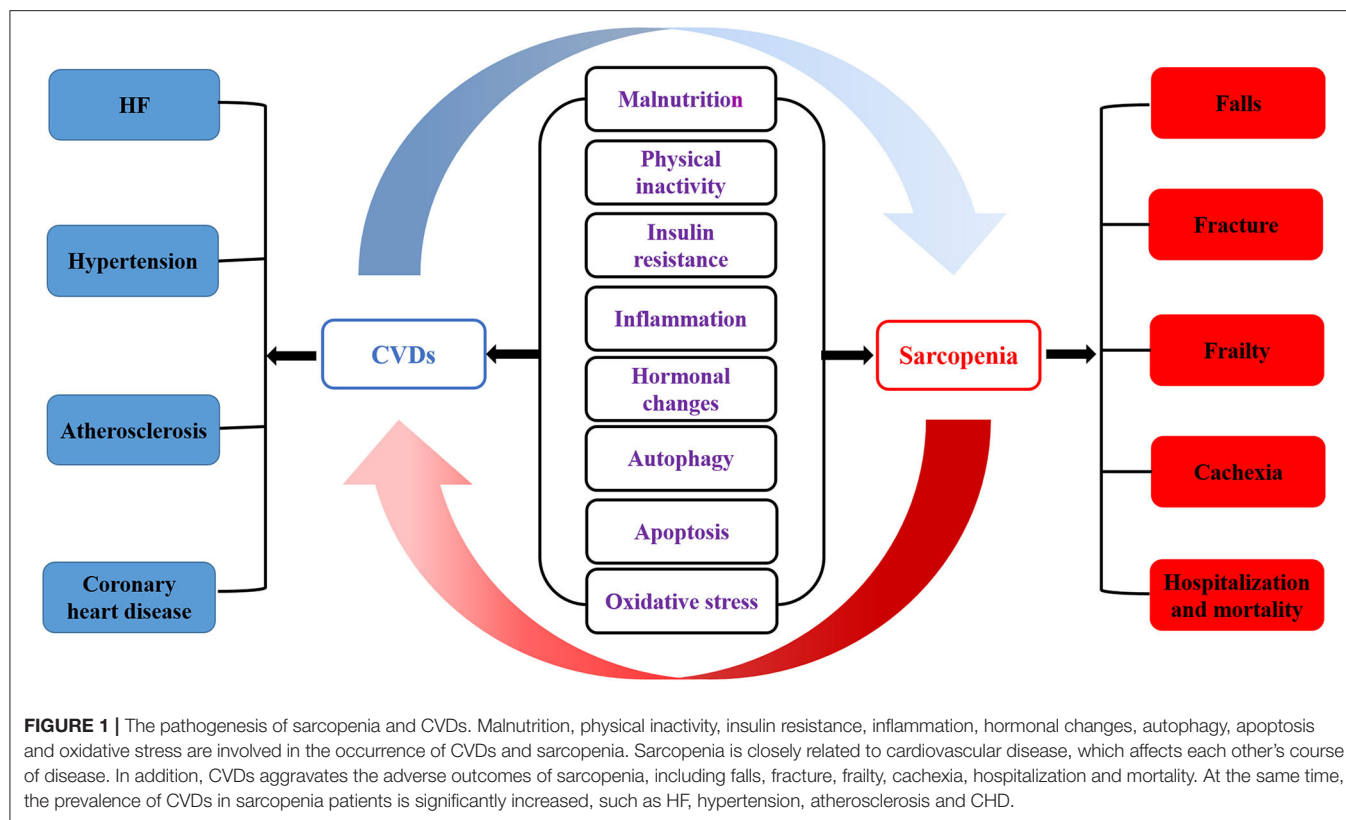 HF
Hypertension
Atherosclerosis
Coronary
heart disease
CVDs
Malnutrition
Physical
inactivity
Insulin
resistance
Inflammation
Hormonal
changes
Autophagy
Apoptosis
Oxidative stress
Sarcopenia
Falls
Fracture
Frailty
Cachexia
Hospitalization
and mortality
FIGURE 1 | The pathogenesis of sarcopenia and CVDs. Malnutrition, physical inactivity, insulin resistance, inflammation, hormonal changes, autophagy, apoptosis
and oxidative stress are involved in the occurrence of CVDs and sarcopenia. Sarcopenia is closely related to cardiovascular disease, which affects each other's course
of disease. In addition, CVDs aggravates the adverse outcomes of sarcopenia, including falls, fracture, frailty, cachexia, hospitalization and mortality. At the same time,
the prevalence of CVDs in sarcopenia patients is significantly increased, such as HF, hypertension, atherosclerosis and CHD.